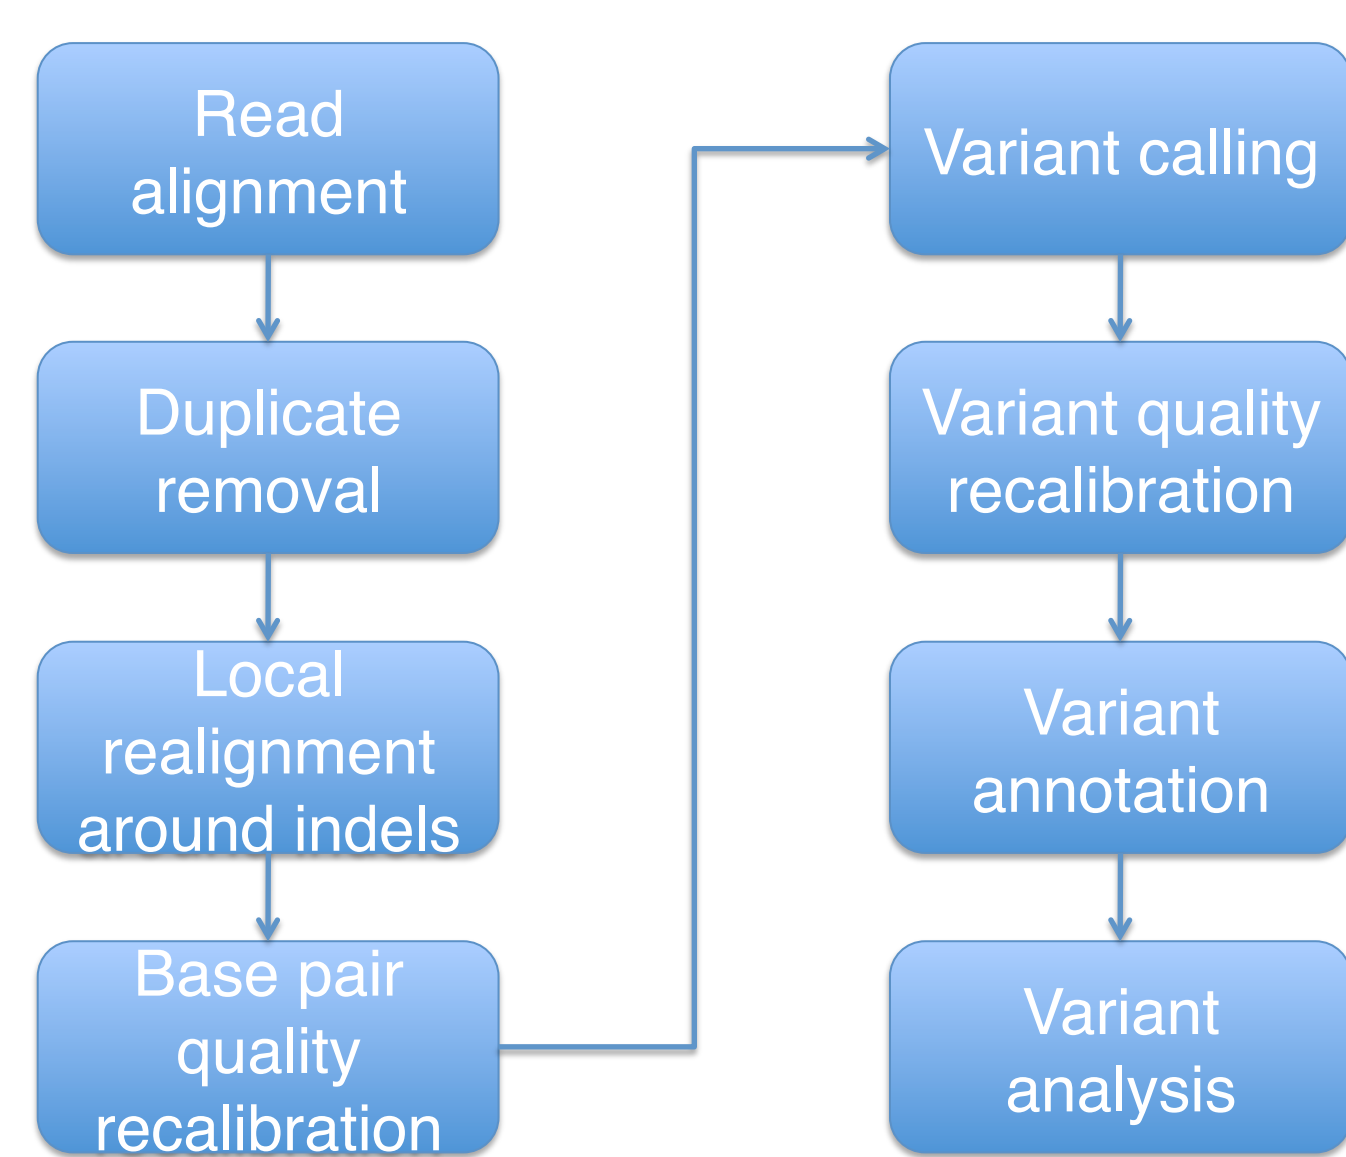 Read
alignment
Duplicate
removal
Local
realignment
around indels
Base pair
quality
recalibration
Variant calling
Variant quality
recalibration
Variant
annotation
Variant
analysis